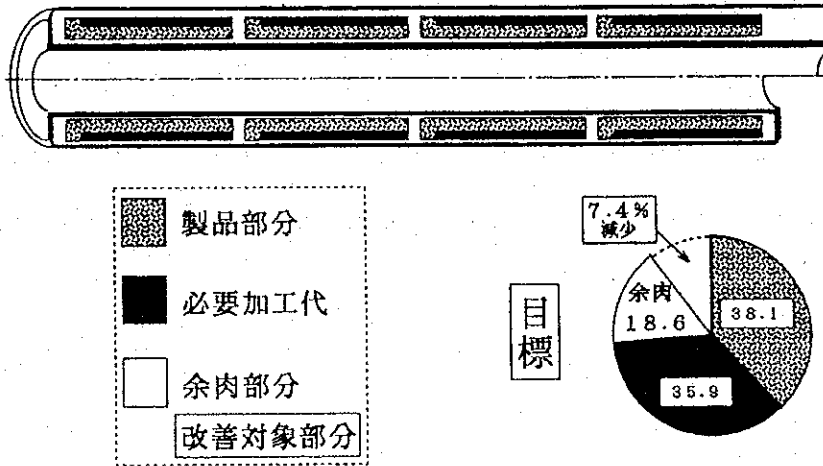 製品部分
必要加工代
余肉部分
改善対象部分
目標
7.4%
減少
余肉
18.6
38.1
35.9